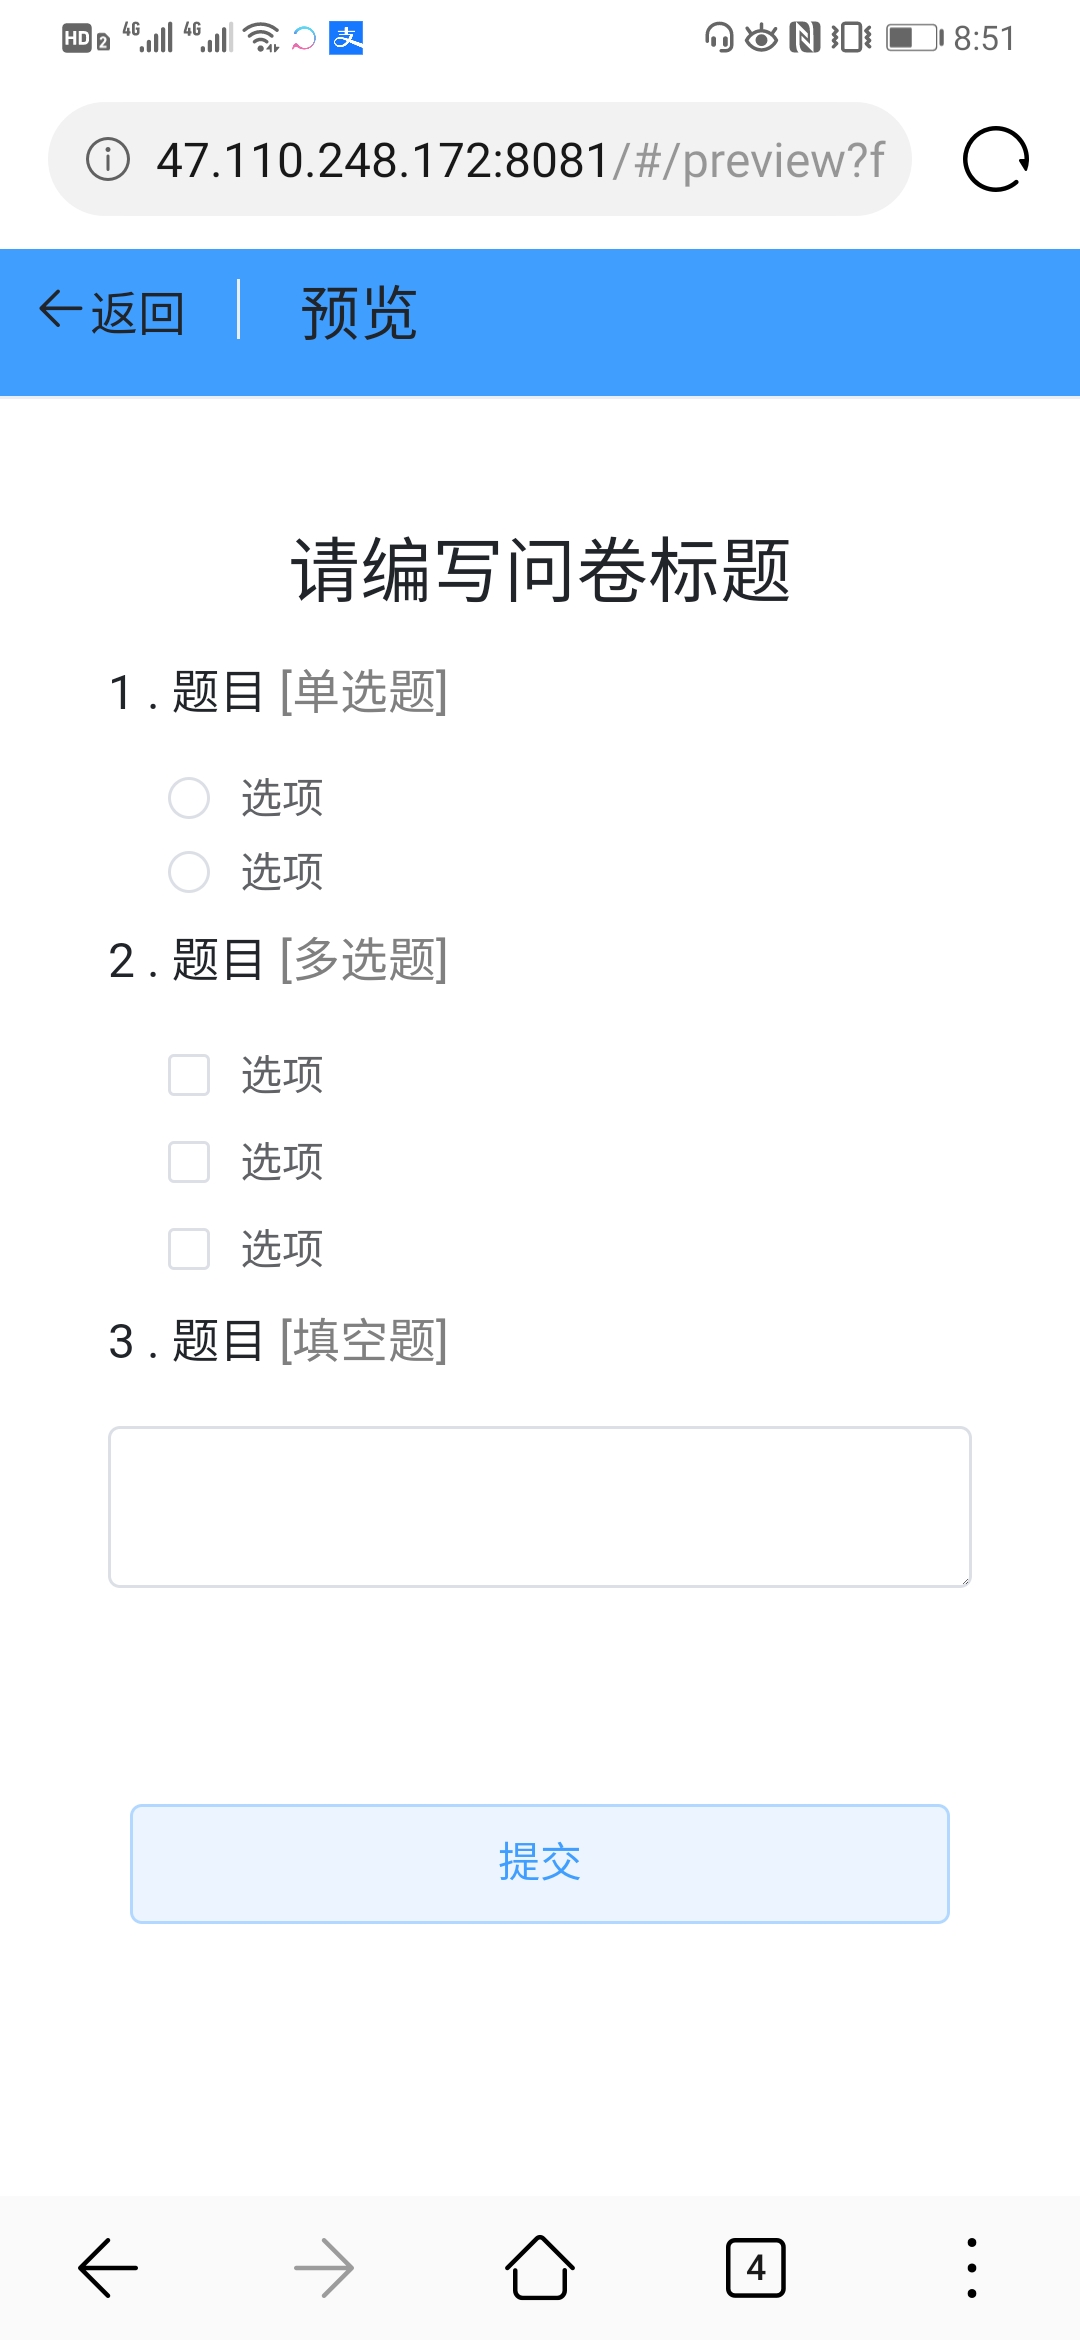 HD 2 4G 4G 支 8:51
47.110.248.172:8081/#/preview?f
返回 预览
请编写问卷标题
1 . 题目 [单选题]
选项
选项
2 . 题目 [多选题]
选项
选项
选项
3 . 题目 [填空题]
提交
4